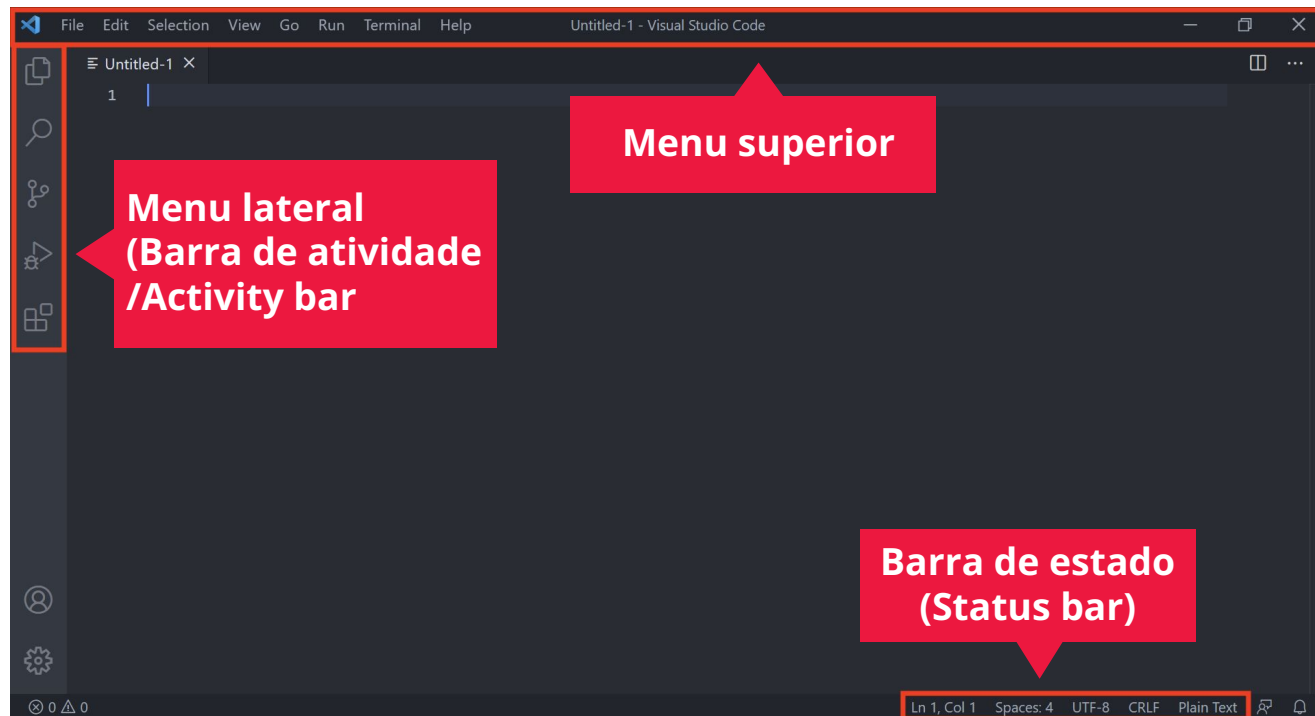 File Edit Selection View Go Run Terminal Help Untitled-1 - Visual Studio Code
Untitled-1
1
Menu superior
Menu lateral
(Barra de atividade
/Activity bar
Barra de estado
(Status bar)
0 0 Ln 1, Col 1 Spaces: 4 UTF-8 CRLF Plain Text